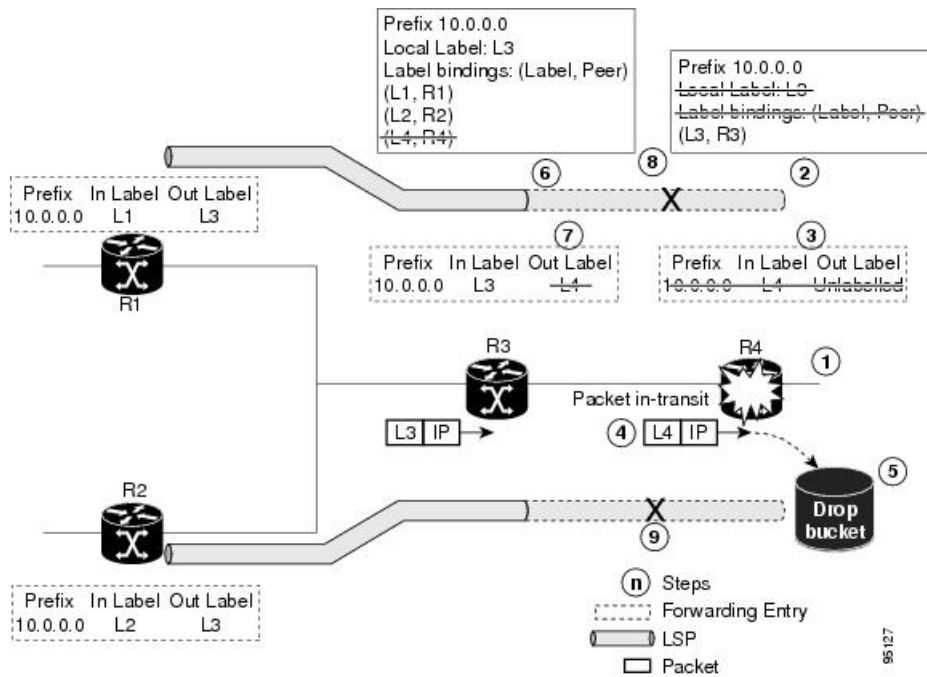 Prefix 10.0.0.0
Local Label: L3
Label bindings: (Label, Peer)
(L1, R1)
(L2, R2)
(L4, R4)
Prefix 10.0.0.0
Local Label: L3
Label bindings: (Label, Peer)
(L3, R3)
8
6
2
Prefix In Label Out Label
10.0.0.0 L1 L3
R1
7
3
Prefix In Label Out Label
10.0.0.0 L3 L4
Prefix In Label Out Label
10.0.0.0 L4 Unlabelled
R3
R4
1
Packet in-transit
L3 IP
4
L4 IP
5
Drop
bucket
R2
9
Prefix In Label Out Label
10.0.0.0 L2 L3
n Steps
Forwarding Entry
LSP
Packet
95127